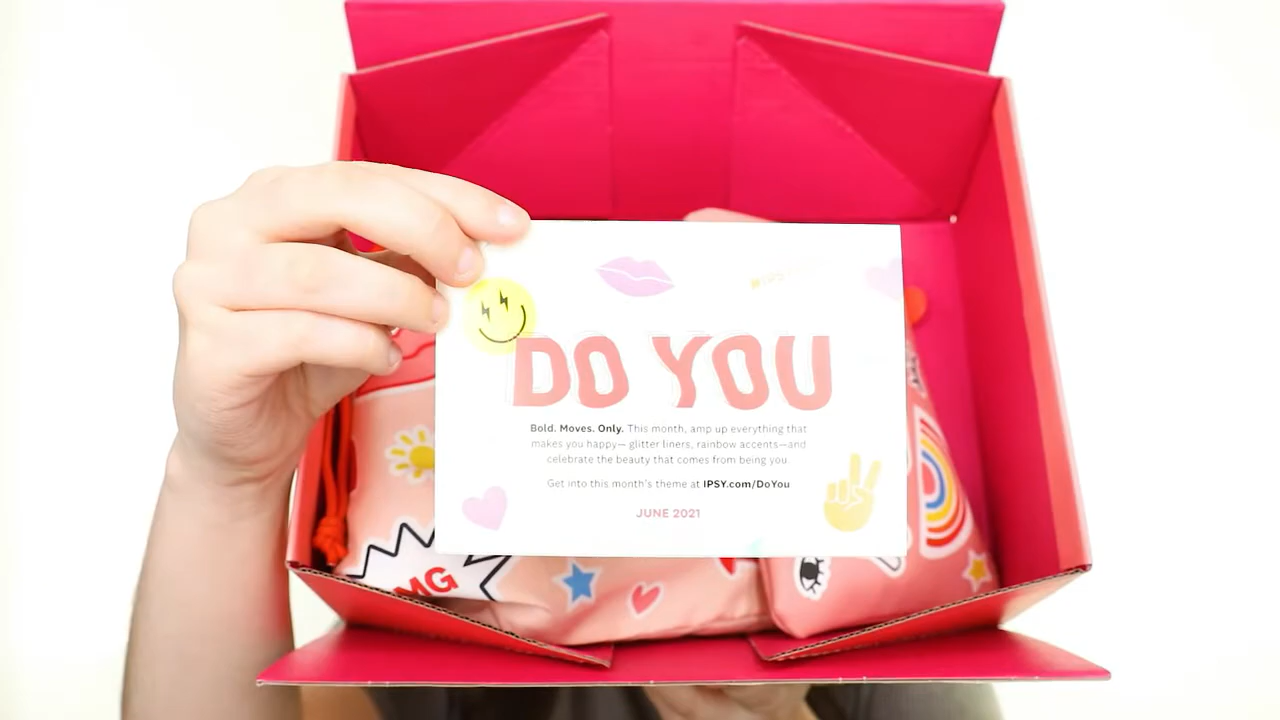 DO YOU
Bold. Moves. Only. This month, amp up everything that
makes you happy— glitter liners, rainbow accents—and
celebrate the beauty that comes from being you
Get into this month's theme at IPSY.com/DoYou
JUNE 2021
MG